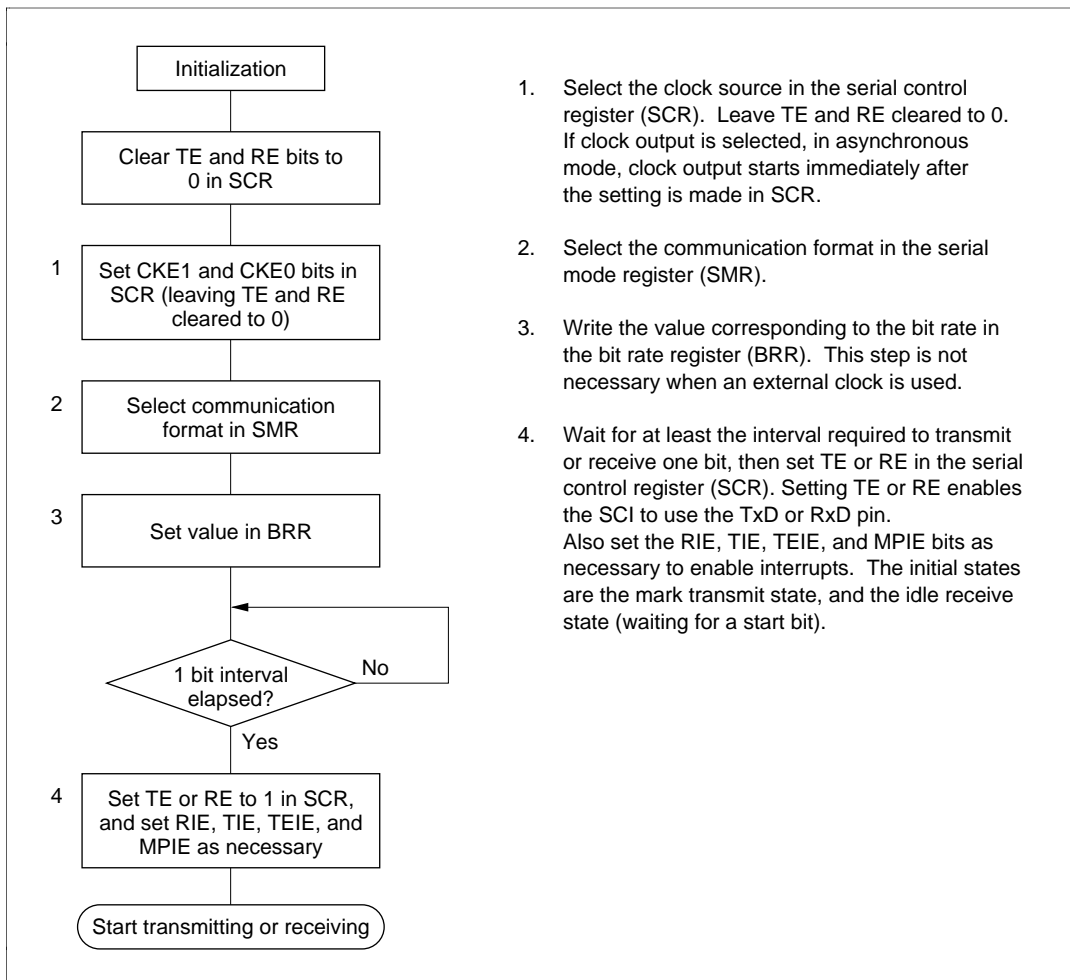 Initialization
Clear TE and RE bits to
0 in SCR
1
Set CKE1 and CKE0 bits in
SCR (leaving TE and RE
cleared to 0)
2
Select communication
format in SMR
3
Set value in BRR
1 bit interval
elapsed?
No
Yes
4
Set TE or RE to 1 in SCR,
and set RIE, TIE, TEIE, and
MPIE as necessary
Start transmitting or receiving
1. Select the clock source in the serial control
register (SCR). Leave TE and RE cleared to 0.
If clock output is selected, in asynchronous
mode, clock output starts immediately after
the setting is made in SCR.
2. Select the communication format in the serial
mode register (SMR).
3. Write the value corresponding to the bit rate in
the bit rate register (BRR). This step is not
necessary when an external clock is used.
4. Wait for at least the interval required to transmit
or receive one bit, then set TE or RE in the serial
control register (SCR). Setting TE or RE enables
the SCI to use the TxD or RxD pin.
Also set the RIE, TIE, TEIE, and MPIE bits as
necessary to enable interrupts. The initial states
are the mark transmit state, and the idle receive
state (waiting for a start bit).